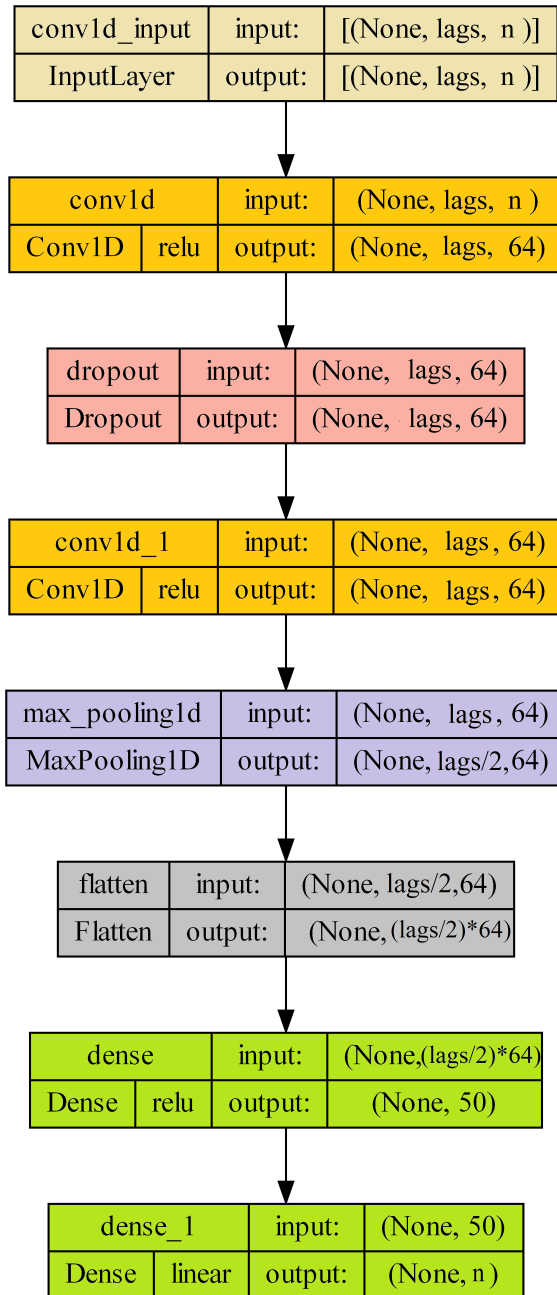 conv1d_input input: [(None, lags, n )]
InputLayer output: [(None, lags, n )]
conv1d input: (None, lags, n )
Conv1D relu output: (None, lags, 64)
dropout input: (None, lags, 64)
Dropout output: (None, lags, 64)
conv1d_1 input: (None, lags, 64)
Conv1D relu output: (None, lags, 64)
max_pooling1d input: (None, lags, 64)
MaxPooling1D output: (None, lags/2,64)
flatten input: (None, lags/2,64)
Flatten output: (None, (lags/2)*64)
dense input: (None,(lags/2)*64)
Dense relu output: (None, 50)
dense_1 input: (None, 50)
Dense linear output: (None, n )